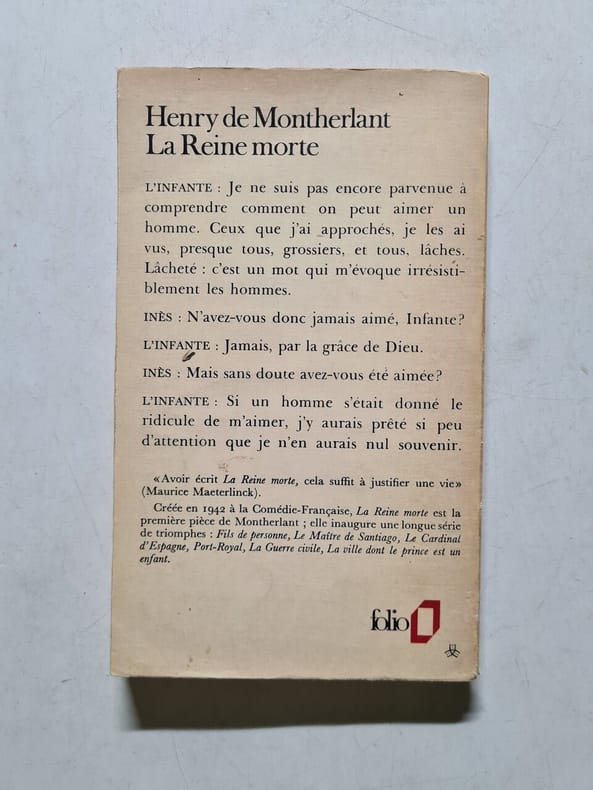 Henry de Montherlant
La Reine morte
L'INFANTE : Je ne suis pas encore parvenue à
comprendre comment on peut aimer un
homme. Ceux que j'ai approchés, je les ai
vus, presque tous, grossiers, et tous, lâches.
Lâcheté : c'est un mot qui m'évoque irrésisti-
blement les hommes.
INÈS : N'avez-vous donc jamais aimé, Infante?
L'INFANTE : Jamais, par la grâce de Dieu.
INÈS : Mais sans doute avez-vous été aimée?
L'INFANTE : Si un homme s'était donné le
ridicule de m'aimer, j'y aurais prêté si peu
d'attention que je n'en aurais nul souvenir.
« Avoir écrit La Reine morte, cela suffit à justifier une vie»
(Maurice Maeterlinck).
Créée en 1942 à la Comédie-Française, La Reine morte est la
première pièce de Montherlant ; elle inaugure une longue série
de triomphes : Fils de personne, Le Maître de Santiago, Le Cardinal
d'Espagne, Port-Royal, La Guerre civile, La ville dont le prince est un
enfant.
folio